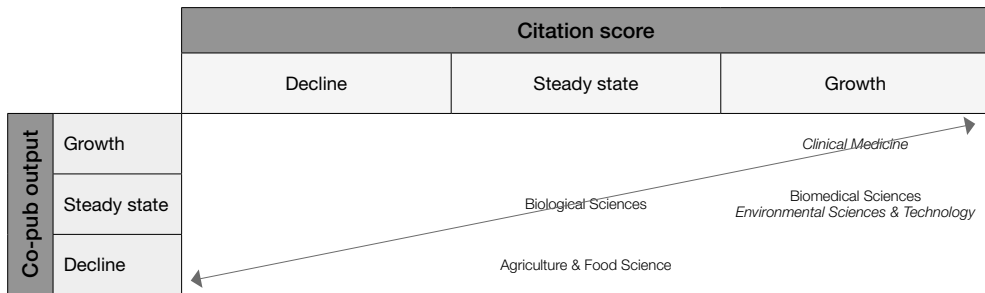 Citation score
Decline
Steady state
Growth
Co-pub output
Growth
Clinical Medicine
Steady state
Biological Sciences
Biomedical Sciences
Environmental Sciences & Technology
Decline
Agriculture & Food Science